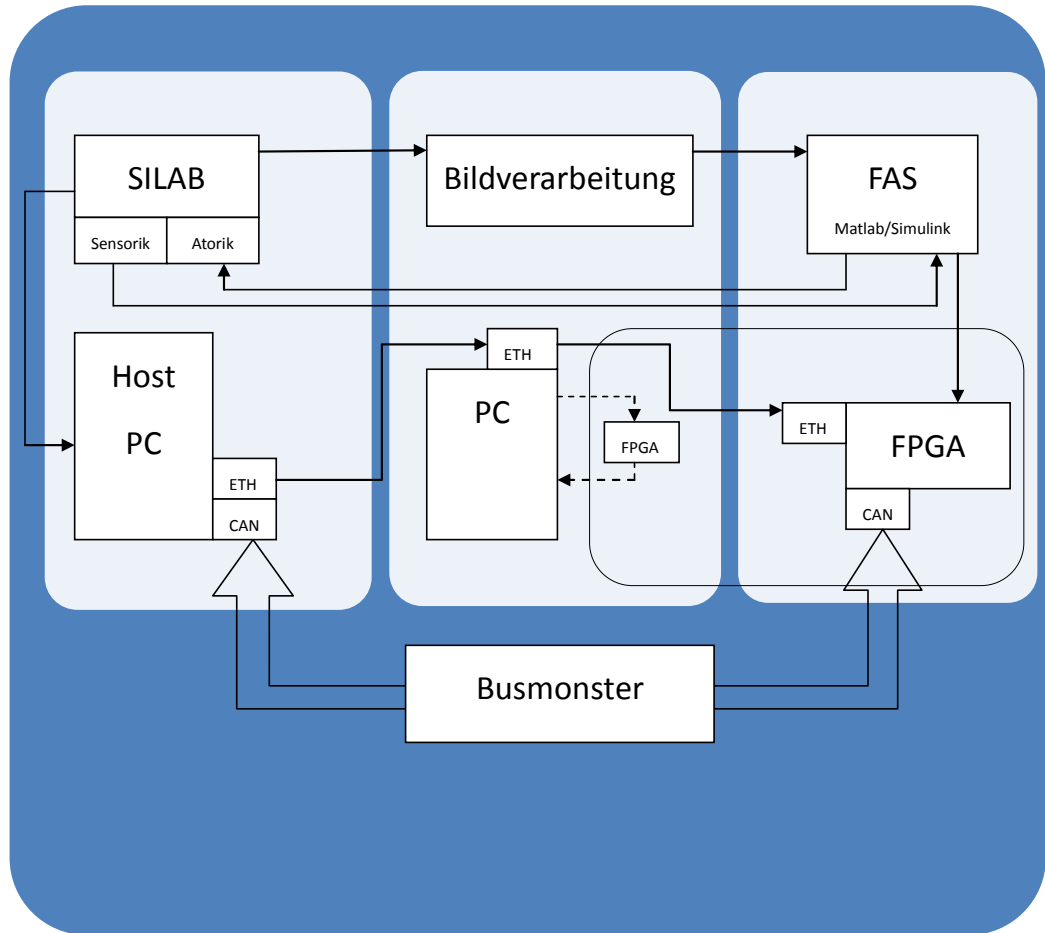 SILAB
Sensorik
Atorik
Bildverarbeitung
FAS
Matlab/Simulink
Host
PC
ETH
CAN
ETH
PC
FPGA
ETH
FPGA
CAN
Busmonster